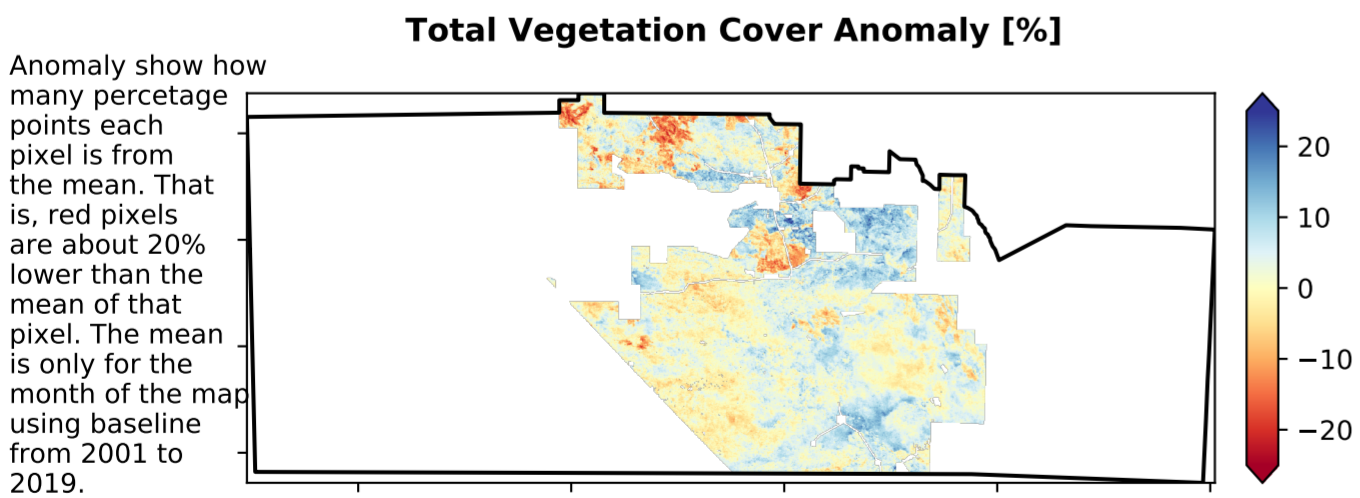 Total Vegetation Cover Anomaly [%]
Anomaly show how
many percetage
points each
pixel is from
the mean. That
is, red pixels
are about 20%
lower than the
mean of that
pixel. The mean
is only for the
month of the map
using baseline
from 2001 to
2019.
20
10
0
−10
−20